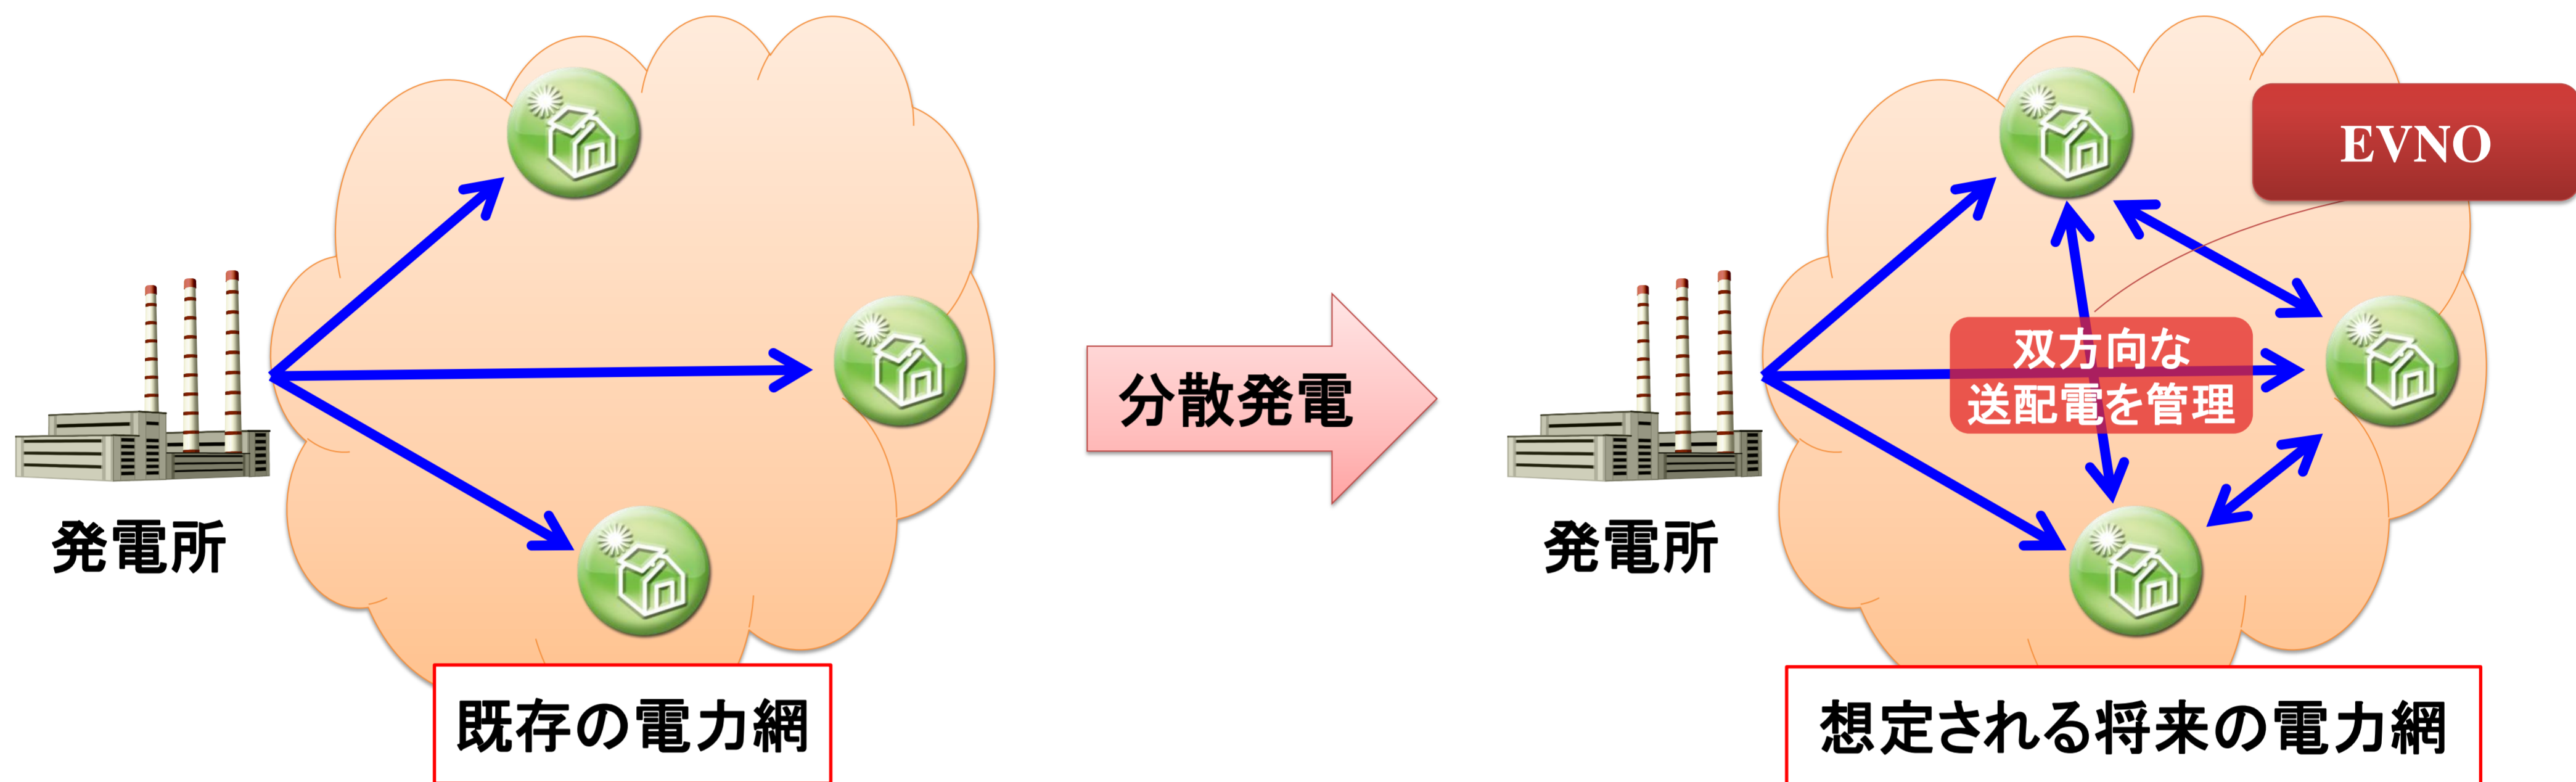 発電所
既存の電力網
分散発電
EVNO
双方向な
送配電を管理
発電所
想定される将来の電力網